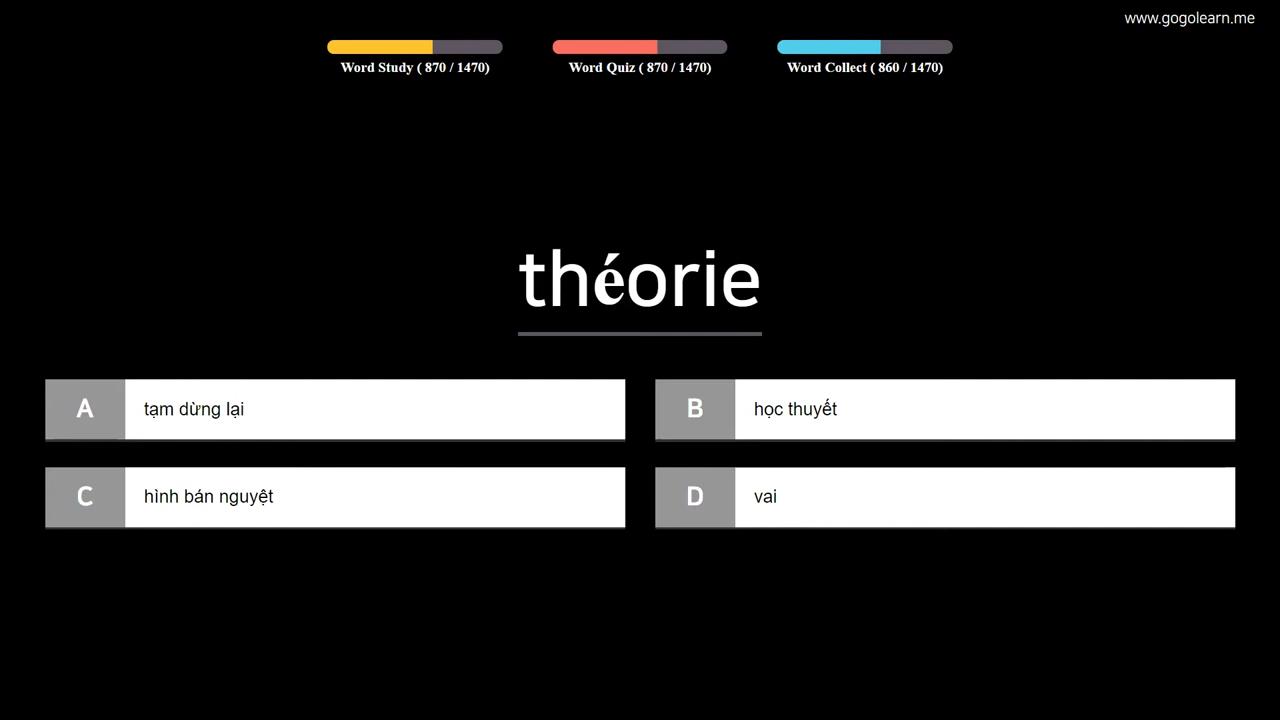 www.gogolearn.me
Word Study ( 870 / 1470)
Word Quiz ( 870 / 1470)
Word Collect ( 860 / 1470)
théorie
A tạm dừng lại
B học thuyết
C hình bán nguyệt
D vai